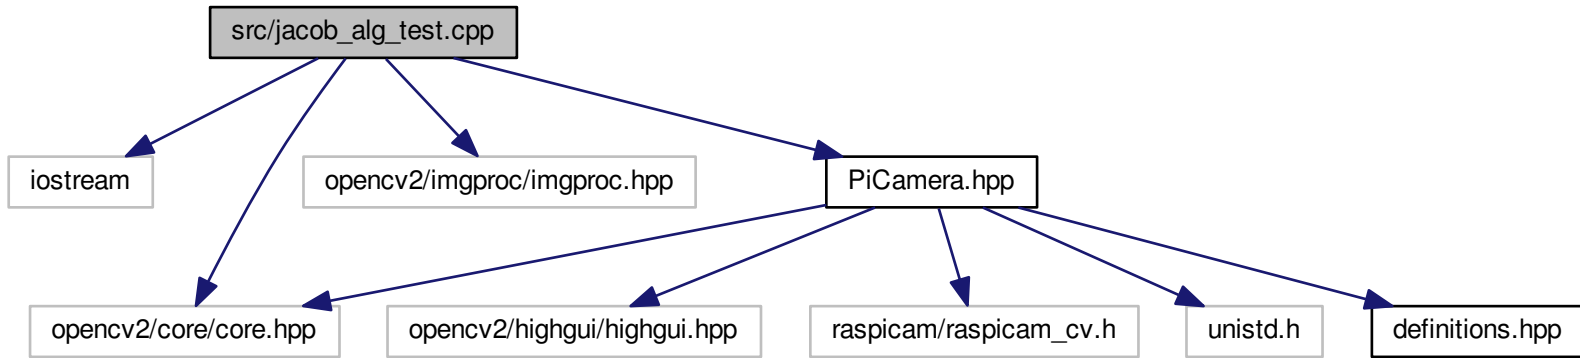 src/jacob_alg_test.cpp
iostream
opencv2/imgproc/imgproc.hpp
PiCamera.hpp
opencv2/core/core.hpp
opencv2/highgui/highgui.hpp
raspicam/raspicam_cv.h
unistd.h
definitions.hpp